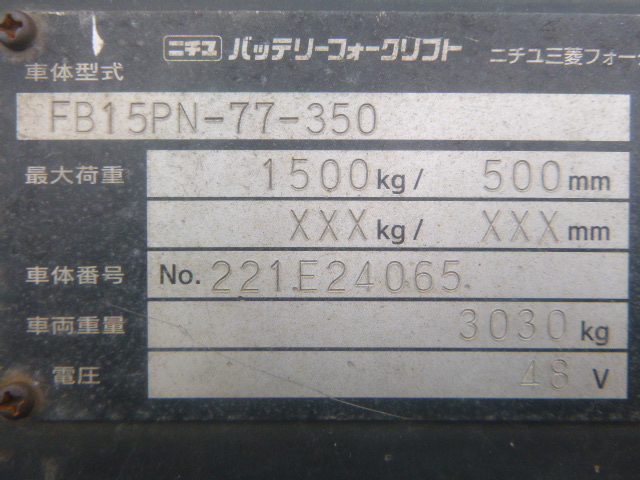 ニチユ バッテリーフォークリフト ニチユ三菱フォー
車体型式
FB15PN-77-350
最大荷重 1500kg/ 500mm
XXXkg/ XXXmm
車体番号 No. 221E24065
車両重量 3030kg
電圧 48 V